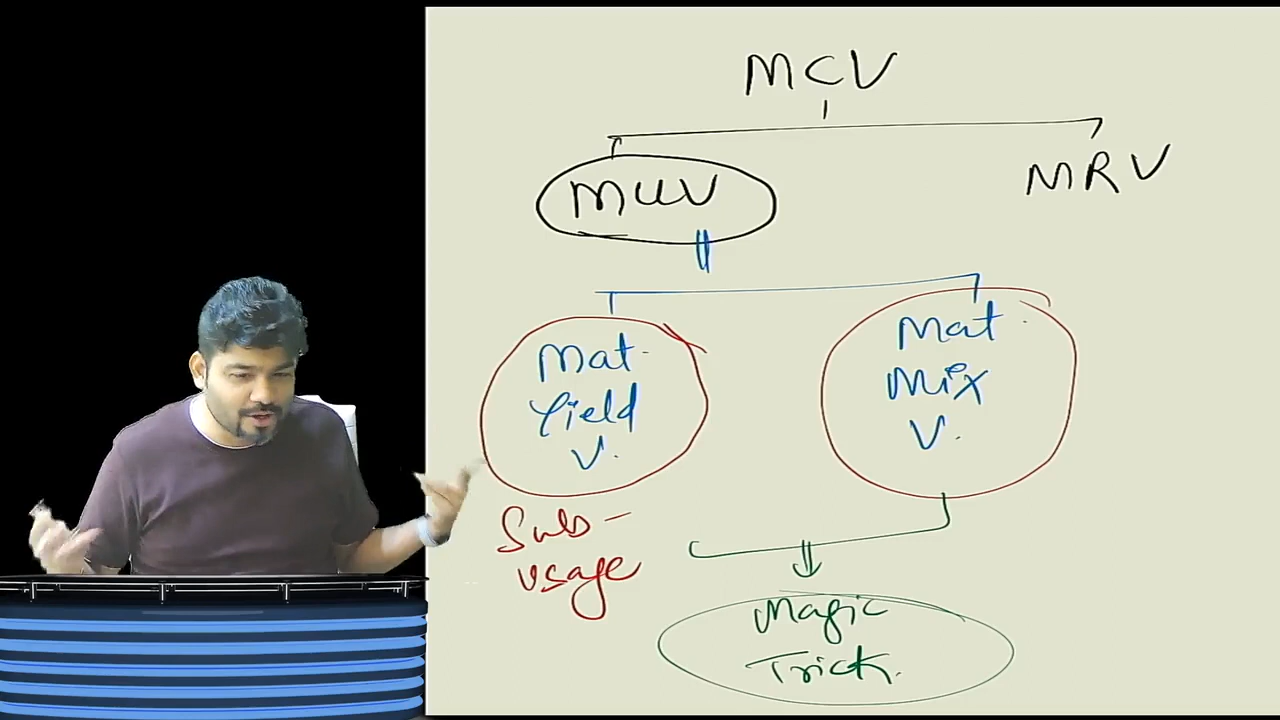 MCV
MUV
MRV
Mat
Yield
V.
Mat
Mix
V.
Sub-
usage
Magic
Trick.